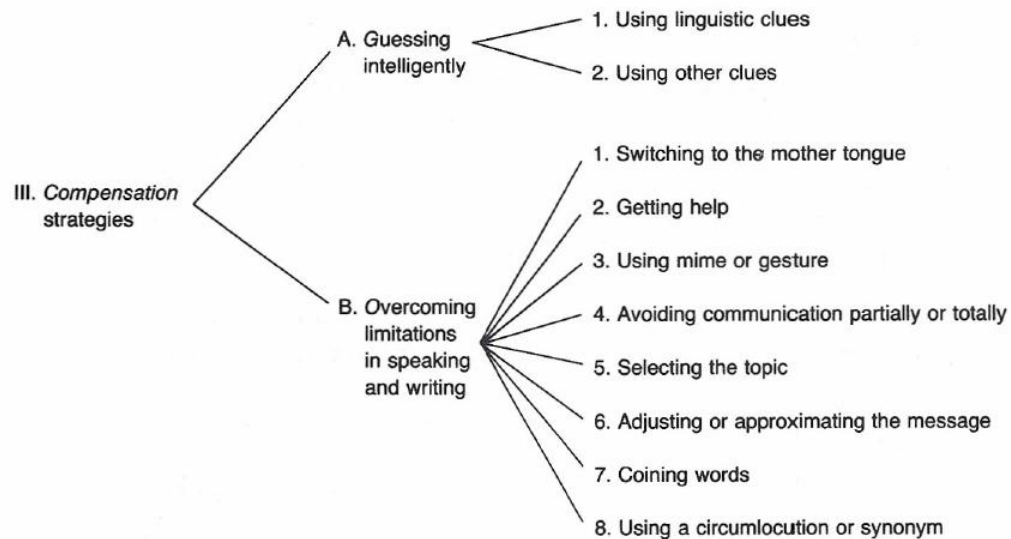 III. Compensation
strategies
A. Guessing
intelligently
1. Using linguistic clues
2. Using other clues
B. Overcoming
limitations
in speaking
and writing
1. Switching to the mother tongue
2. Getting help
3. Using mime or gesture
4. Avoiding communication partially or totally
5. Selecting the topic
6. Adjusting or approximating the message
7. Coining words
8. Using a circumlocution or synonym